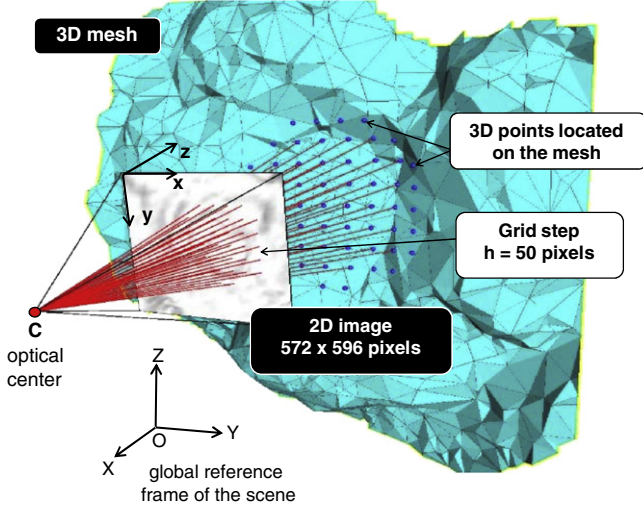 3D mesh
3D points located
on the mesh
z
x
y
Grid step
h = 50 pixels
C
optical
center
2D image
572 x 596 pixels
Z
O
Y
X
global reference
frame of the scene